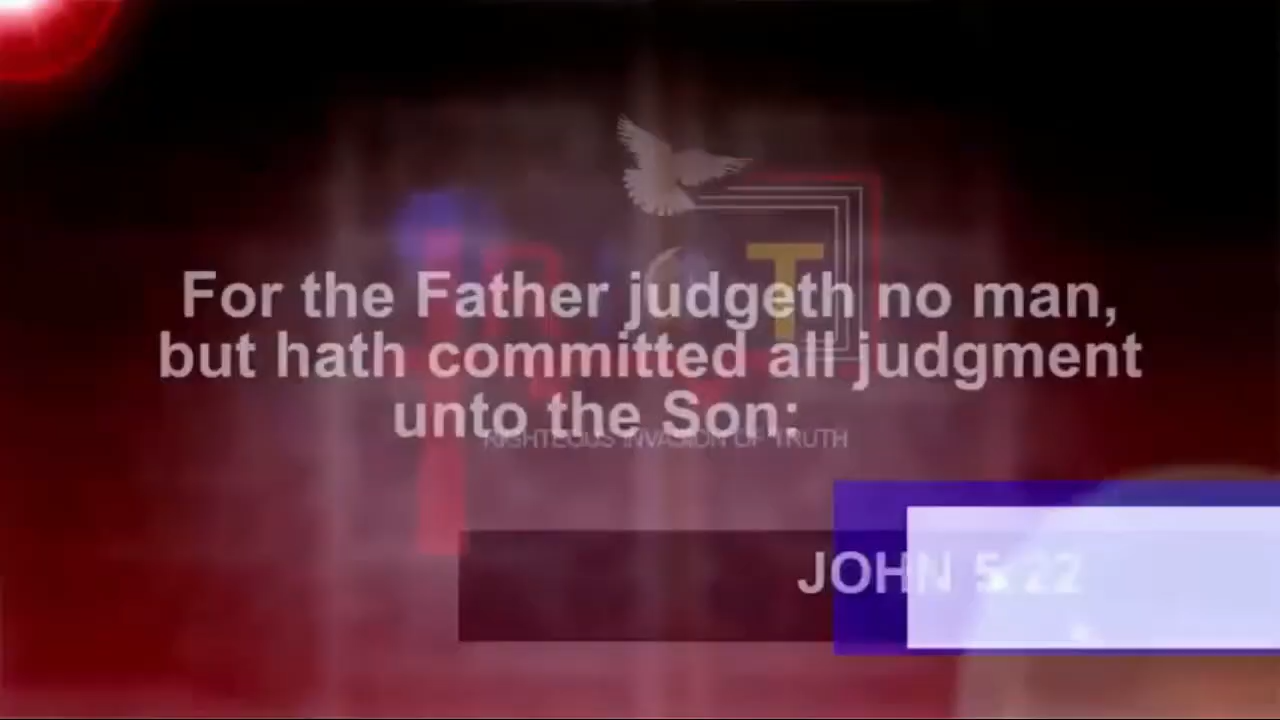 T
For the Father judgeth no man,
but hath committed all judgment
unto the Son:
RIGHTEOUS INVASION OF TRUTH
JOHN 5:22